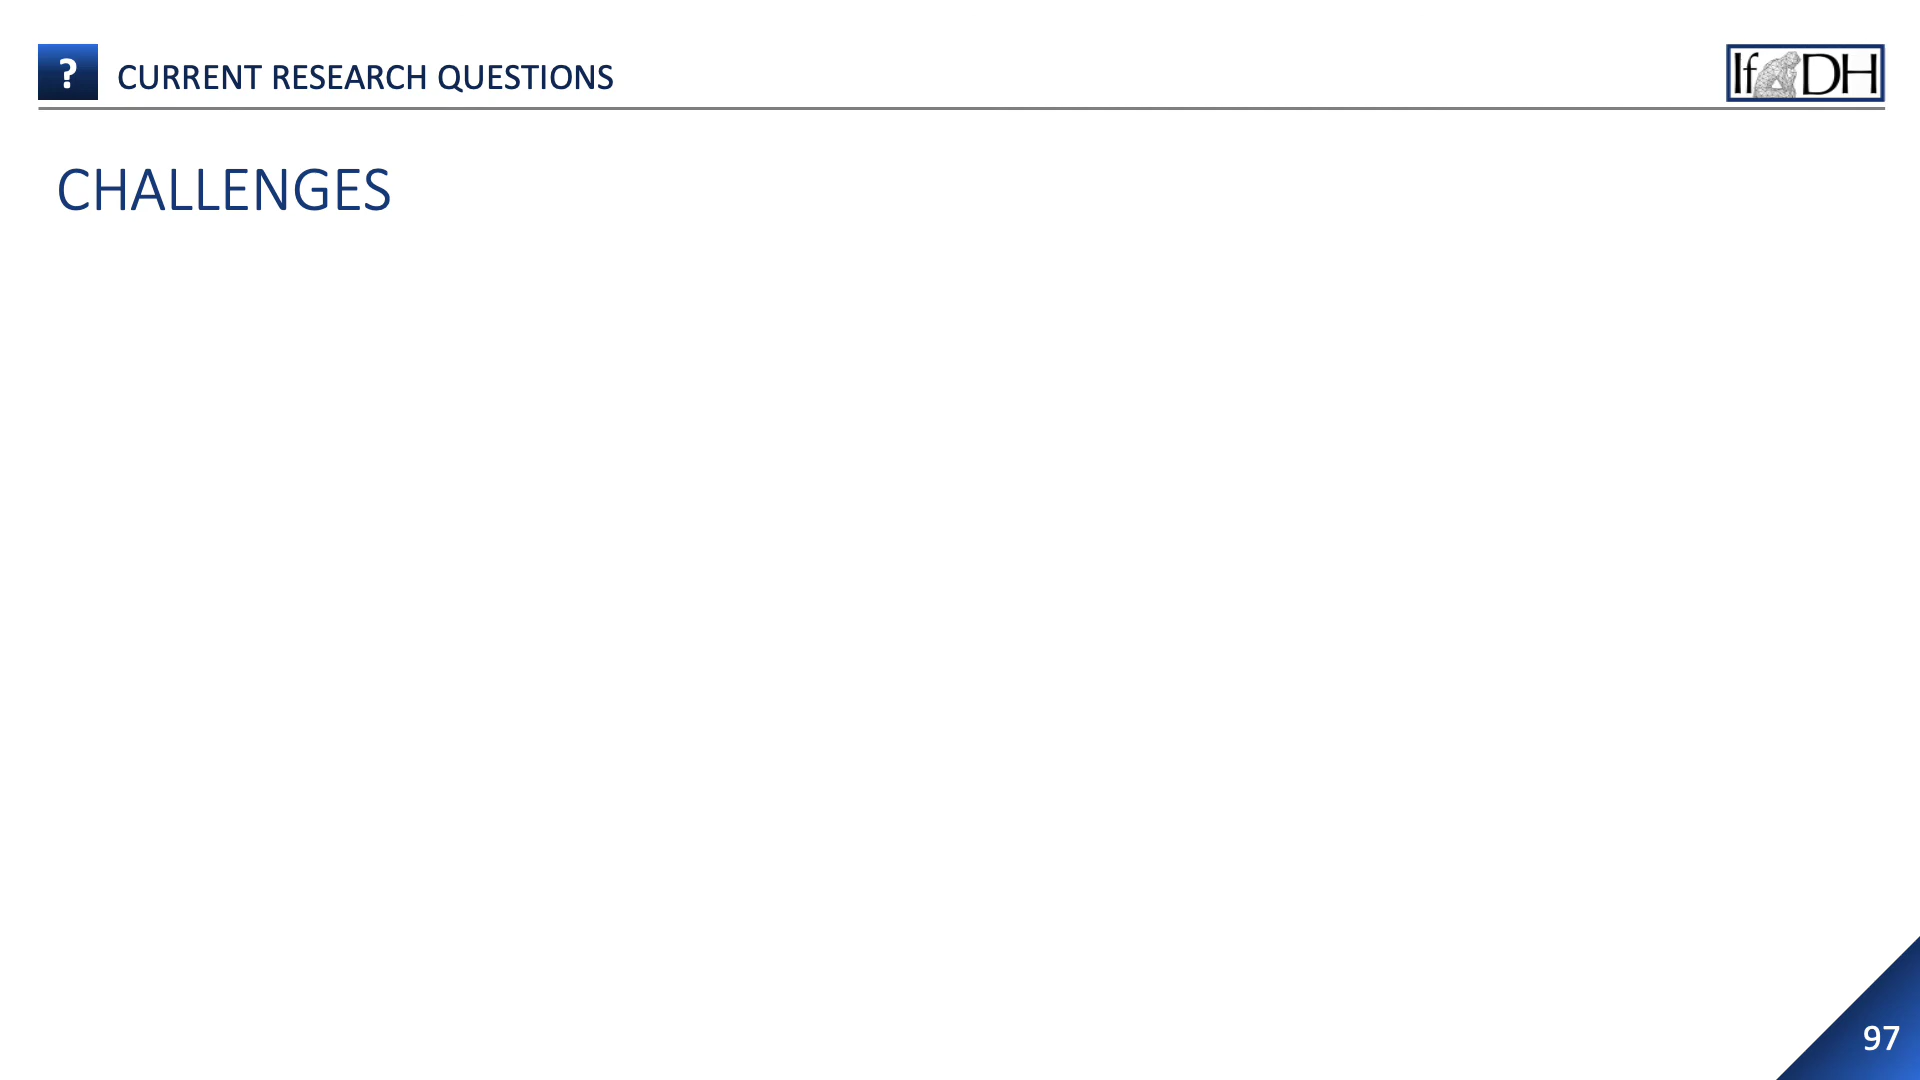 ?
CURRENT RESEARCH QUESTIONS
IfDH
CHALLENGES
97